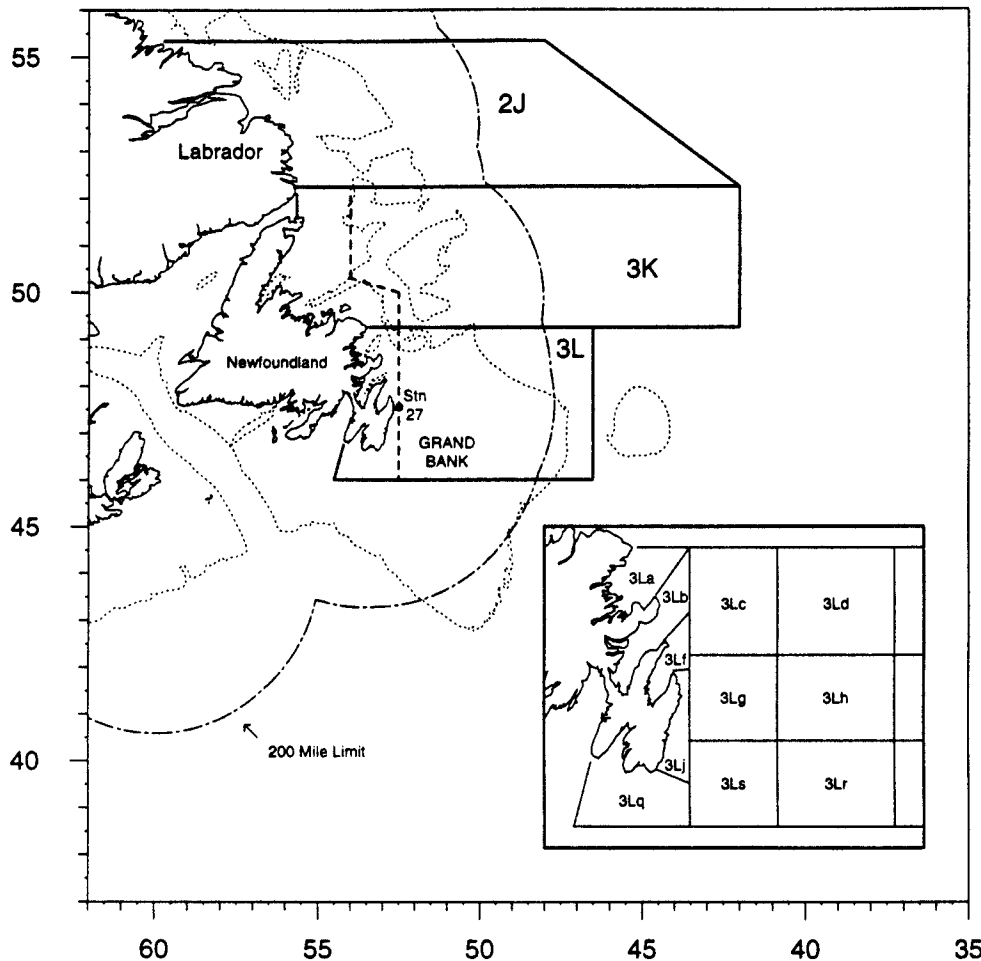 55
50
45
40
60
55
50
45
40
35
2J
Labrador
3K
3L
Newfoundland
Stn
27
GRAND
BANK
200 Mile Limit
3La
3Lb
3Lc
3Ld
3Lf
3Lg
3Lh
3Lj
3Lq
3Ls
3Lr